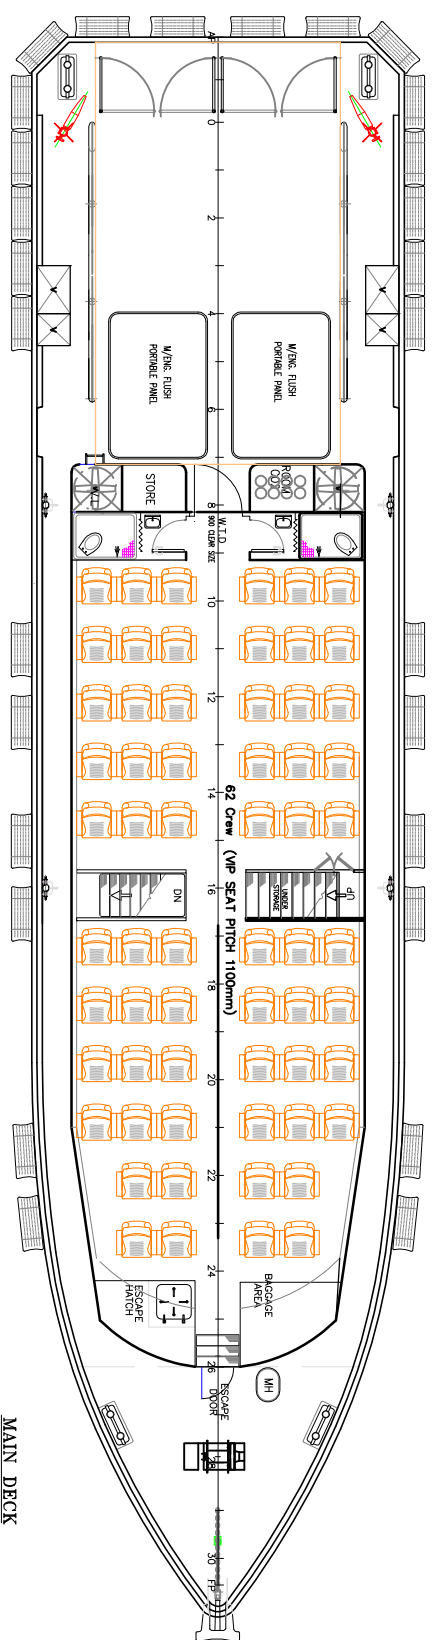 AP
0
2
4
M/ENG. FLUSH
PORTABLE PANEL
M/ENG. FLUSH
PORTABLE PANEL
6
STORE
ROOM
8
W.T.D
900 CLEAR SIZE
10
12
14
62 Crew (VIP SEAT PITCH 1100mm)
16
DN
UP
UNDER
STORAGE
18
20
22
24
ESCAPE
HATCH
BAGGAGE
AREA
26
ESCAPE
DOOR
MH
28
30
FP
MAIN DECK